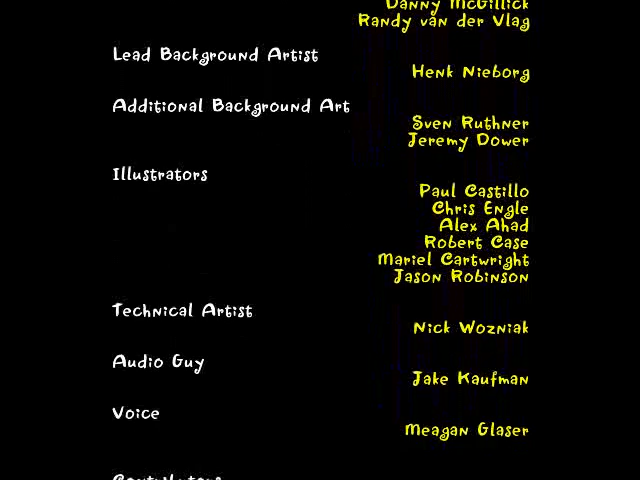 Danny McGillick
Randy van der Vlag
Lead Background Artist
Henk Nieborg
Additional Background Art
Sven Ruthner
Jeremy Dower
Illustrators
Paul Castillo
Chris Engle
Alex Ahad
Robert Case
Mariel Cartwright
Jason Robinson
Technical Artist
Nick Wozniak
Audio Guy
Jake Kaufman
Voice
Meagan Glaser